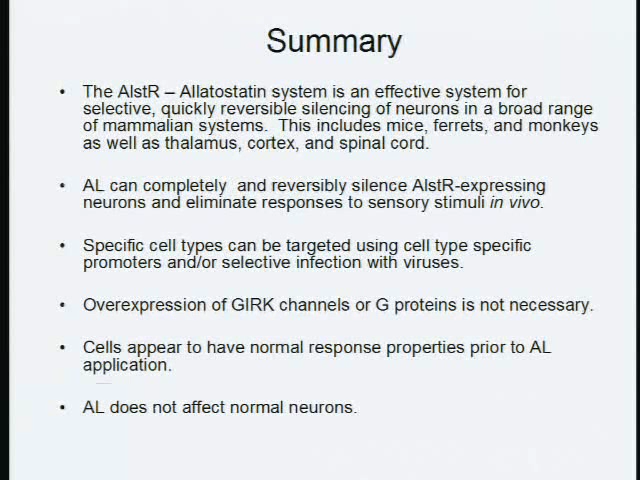 Summary
• The AlstR – Allatostatin system is an effective system for
selective, quickly reversible silencing of neurons in a broad range
of mammalian systems.  This includes mice, ferrets, and monkeys
as well as thalamus, cortex, and spinal cord.
• AL can completely  and reversibly silence AlstR-expressing
neurons and eliminate responses to sensory stimuli in vivo.
• Specific cell types can be targeted using cell type specific
promoters and/or selective infection with viruses.
• Overexpression of GIRK channels or G proteins is not necessary.
• Cells appear to have normal response properties prior to AL
application.
• AL does not affect normal neurons.